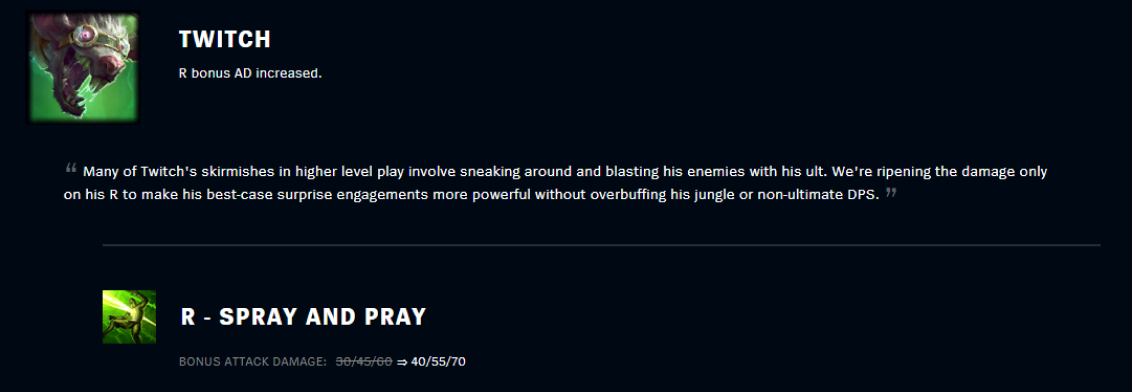 TWITCH
R bonus AD increased.
“ Many of Twitch's skirmishes in higher level play involve sneaking around and blasting his enemies with his ult. We're ripening the damage only
on his R to make his best-case surprise engagements more powerful without overbuffing his jungle or non-ultimate DPS. ”
R - SPRAY AND PRAY
BONUS ATTACK DAMAGE: 30/45/60 ⇒ 40/55/70